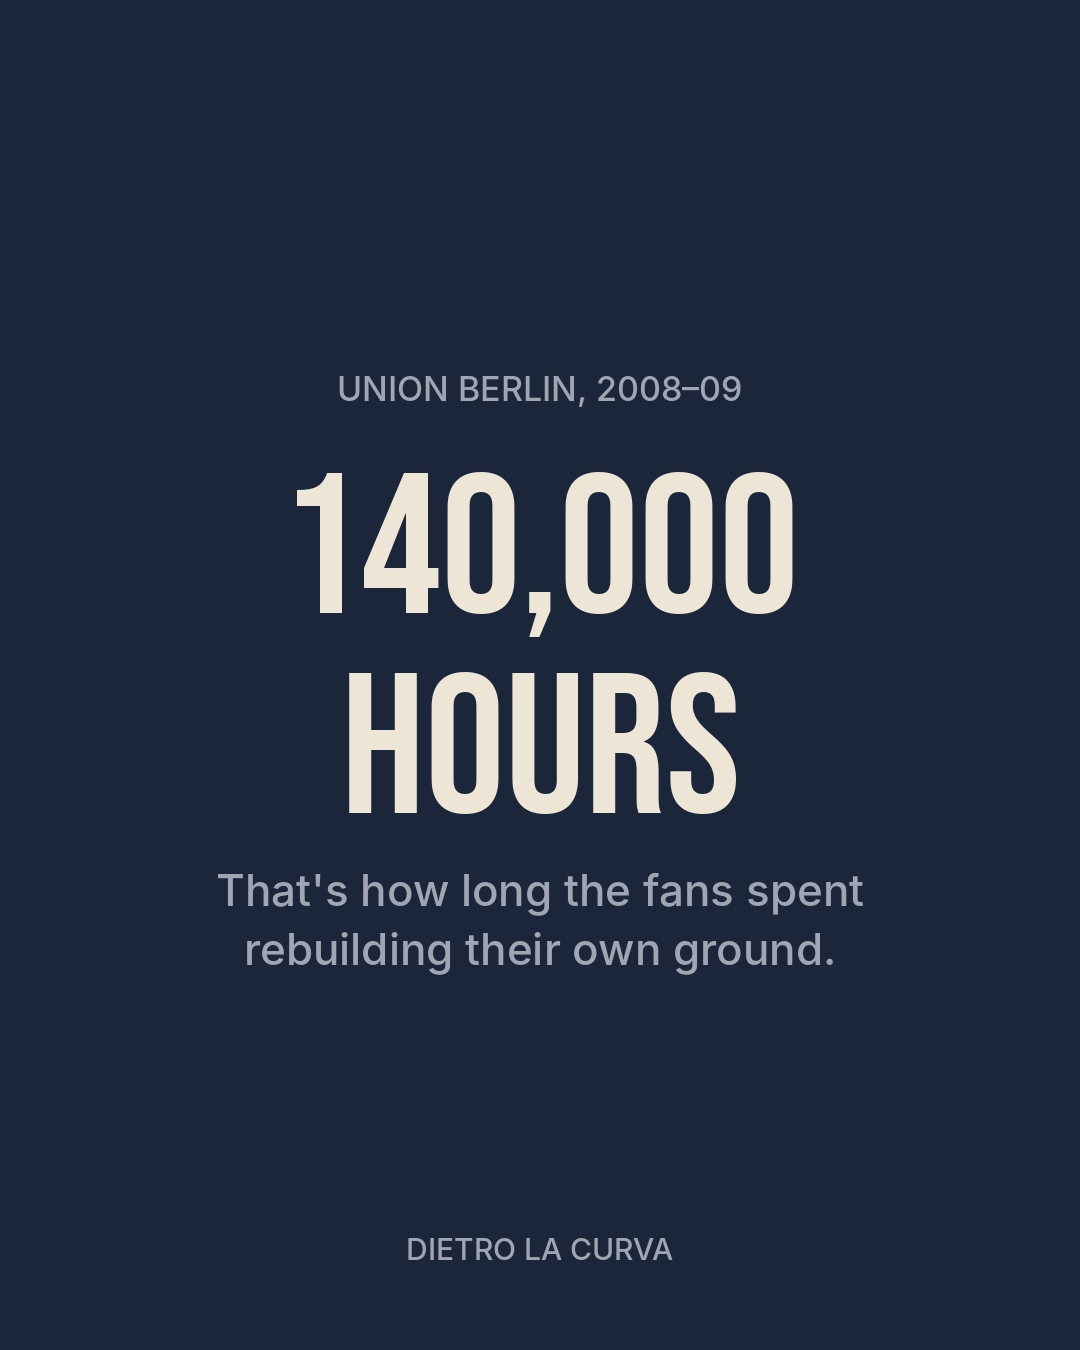 UNION BERLIN, 2008–09
140,000
HOURS
That's how long the fans spent
rebuilding their own ground.
DIETRO LA CURVA